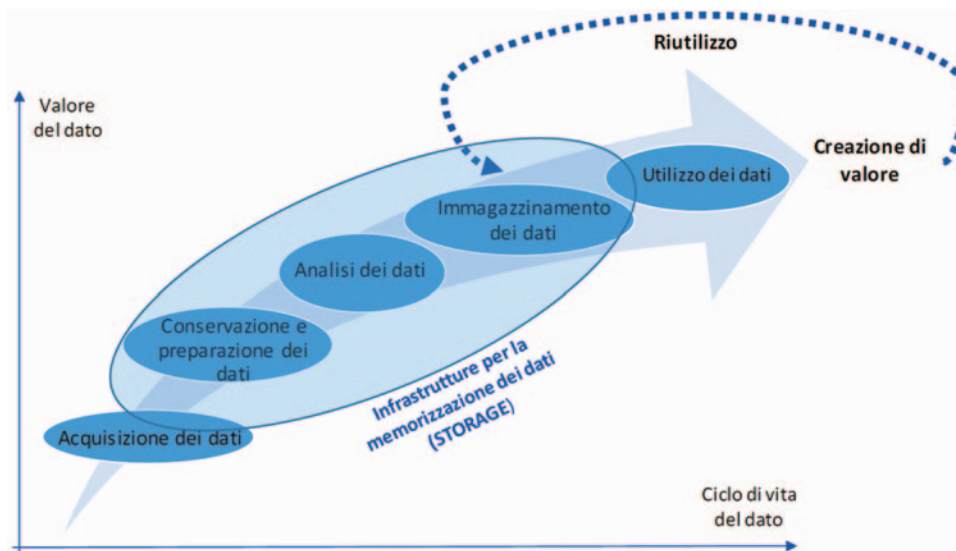 Riutilizzo
Valore
del dato
Creazione di
valore
Utilizzo dei dati
Immagazzinamento
dei dati
Analisi dei dati
Conservazione e
preparazione dei
dati
Infrastrutture per la
memorizzazione dei dati
(STORAGE)
Acquisizione dei dati
Ciclo di vita
del dato